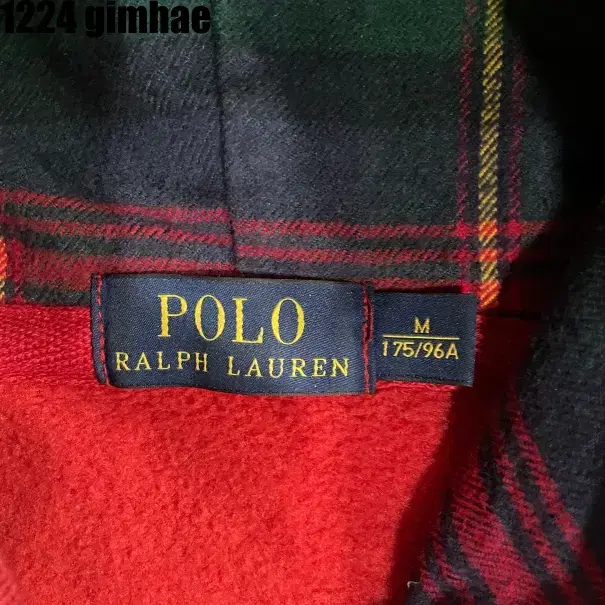 1224 gimhae
POLO
RALPH LAUREN
M
175/96A